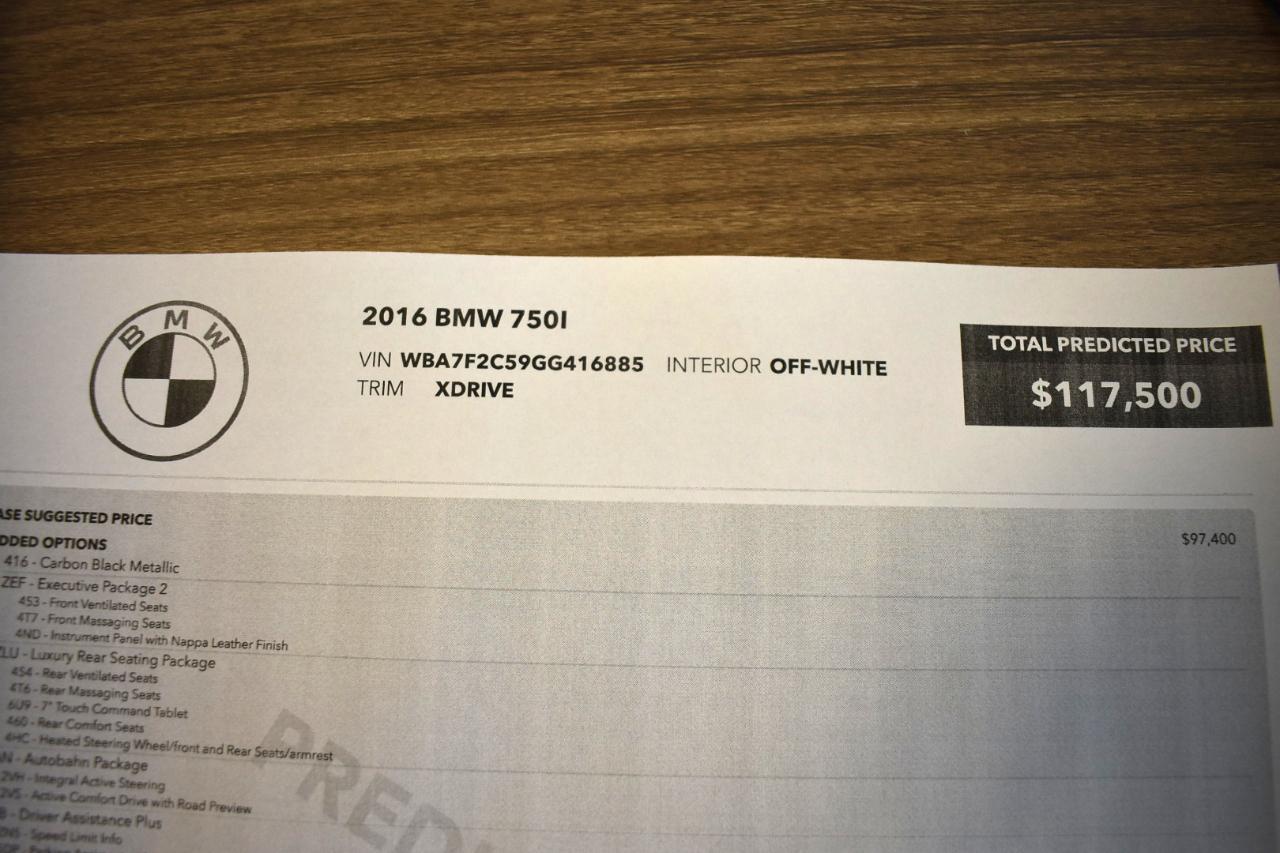 BMW
2016 BMW 750I
VIN WBA7F2C59GG416885 INTERIOR OFF-WHITE
TRIM XDRIVE
TOTAL PREDICTED PRICE
$117,500
ASE SUGGESTED PRICE $97,400
DDED OPTIONS
416 - Carbon Black Metallic
ZEF - Executive Package 2
453 - Front Ventilated Seats
4T7 - Front Massaging Seats
4ND - Instrument Panel with Nappa Leather Finish
ZLU - Luxury Rear Seating Package
454 - Rear Ventilated Seats
4T6 - Rear Massaging Seats
6U9 - 7" Touch Command Tablet
460 - Rear Comfort Seats
4HC - Heated Steering Wheel/front and Rear Seats/armrest
AN - Autobahn Package
2VH - Integral Active Steering
2VS - Active Comfort Drive with Road Preview
B - Driver Assistance Plus
- Speed Limit Info
PRED